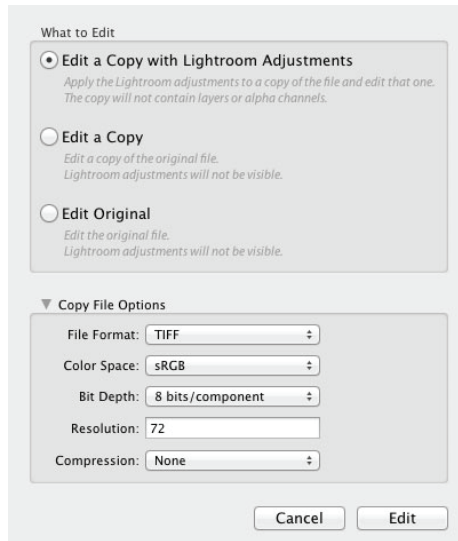 What to Edit
Edit a Copy with Lightroom Adjustments
Apply the Lightroom adjustments to a copy of the file and edit that one.
The copy will not contain layers or alpha channels.
Edit a Copy
Edit a copy of the original file.
Lightroom adjustments will not be visible.
Edit Original
Edit the original file.
Lightroom adjustments will not be visible.
Copy File Options
File Format: TIFF
Color Space: sRGB
Bit Depth: 8 bits/component
Resolution: 72
Compression: None
Cancel Edit